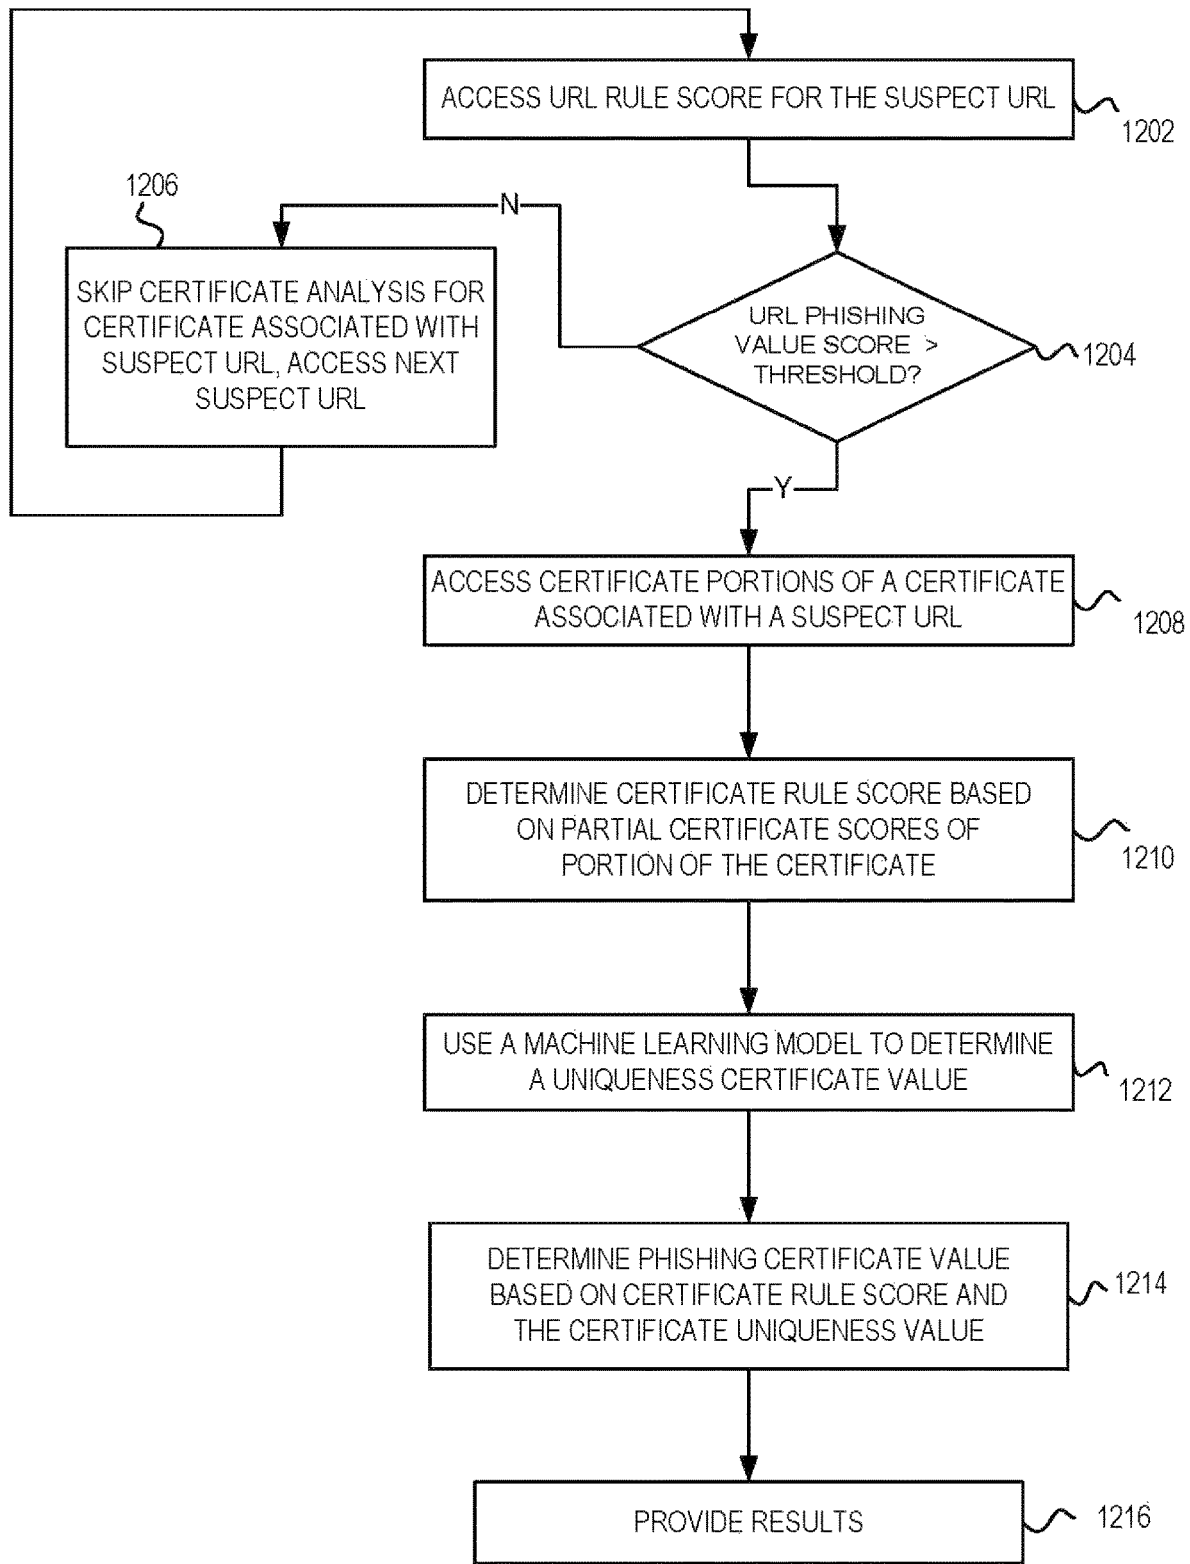 ACCESS URL RULE SCORE FOR THE SUSPECT URL
1202
1206
N
SKIP CERTIFICATE ANALYSIS FOR
CERTIFICATE ASSOCIATED WITH
SUSPECT URL, ACCESS NEXT
SUSPECT URL
URL PHISHING
VALUE SCORE >
THRESHOLD?
1204
Y
ACCESS CERTIFICATE PORTIONS OF A CERTIFICATE
ASSOCIATED WITH A SUSPECT URL
1208
DETERMINE CERTIFICATE RULE SCORE BASED
ON PARTIAL CERTIFICATE SCORES OF
PORTION OF THE CERTIFICATE
1210
USE A MACHINE LEARNING MODEL TO DETERMINE
A UNIQUENESS CERTIFICATE VALUE
1212
DETERMINE PHISHING CERTIFICATE VALUE
BASED ON CERTIFICATE RULE SCORE AND
THE CERTIFICATE UNIQUENESS VALUE
1214
PROVIDE RESULTS
1216